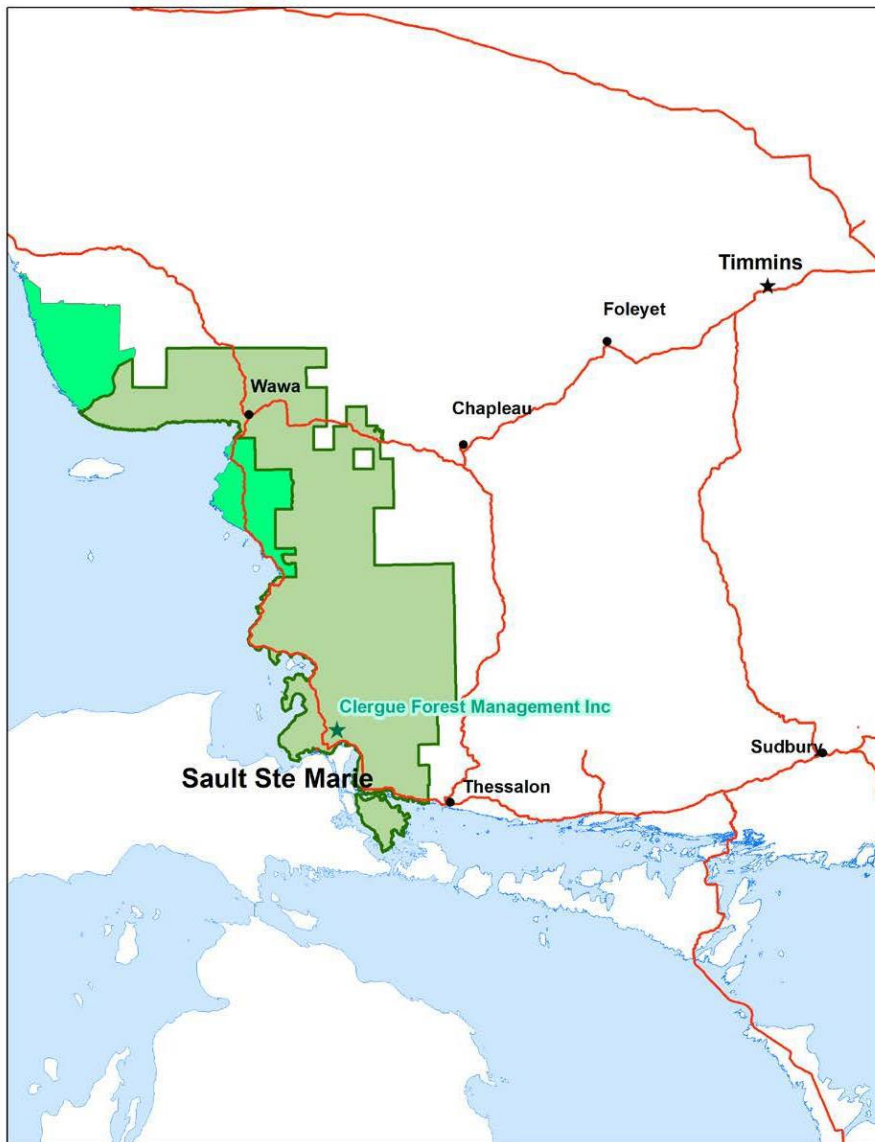 Timmins
Foleyet
Wawa
Chapleau
Clergue Forest Management Inc
Sudbury
Sault Ste Marie
Thessalon